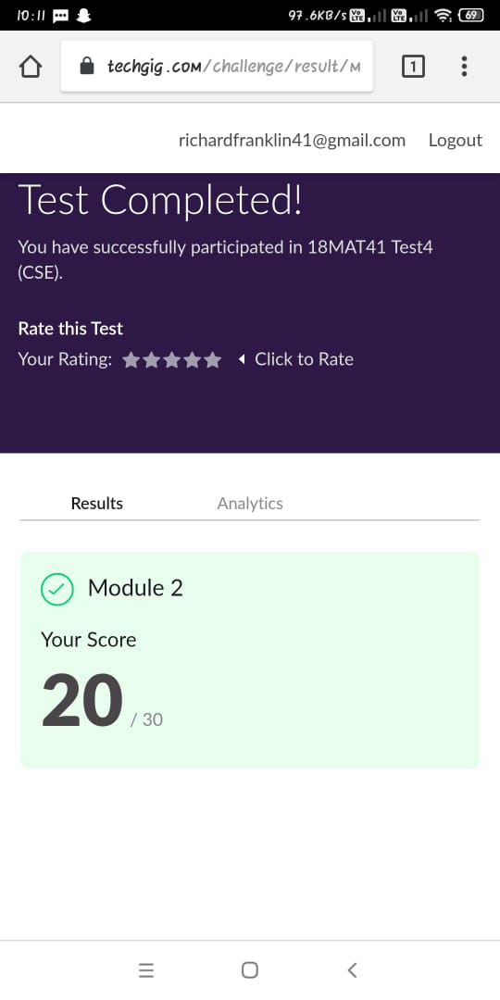 10:11
97.6KB/s Vo LTE Vo LTE 69
techgig.com/challenge/result/M
1
richardfranklin41@gmail.com Logout
Test Completed!
You have successfully participated in 18MAT41 Test4
(CSE).
Rate this Test
Your Rating: Click to Rate
Results Analytics
Module 2
Your Score
20 / 30